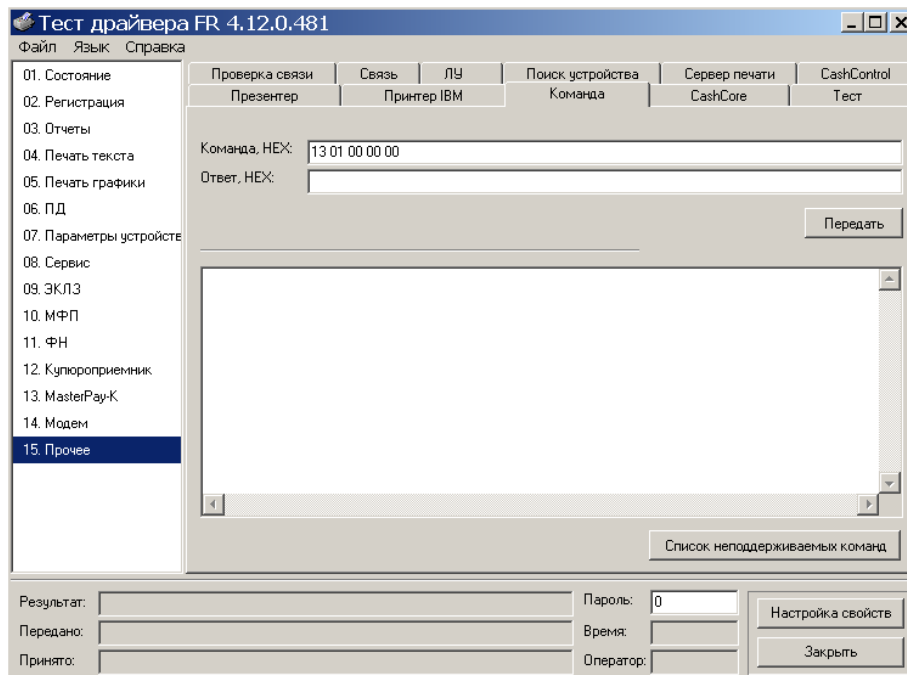 Тест драйвера FR 4.12.0.481
Файл Язык Справка
01. Состояние
02. Регистрация
03. Отчеты
04. Печать текста
05. Печать графики
06. ПД
07. Параметры устройств
08. Сервис
09. ЭКЛЗ
10. МФП
11. ФН
12. Купюроприемник
13. MasterPay-K
14. Модем
15. Прочее
Проверка связи Связь ЛУ Поиск устройства Сервер печати CashControl
Презентер Принтер IBM Команда CashCore Тест
Команда, HEX: 13 01 00 00 00
Ответ, HEX:
Передать
Список неподдерживаемых команд
Результат: Пароль: 0
Передано: Время:
Принято: Оператор:
Настройка свойств
Закрыть